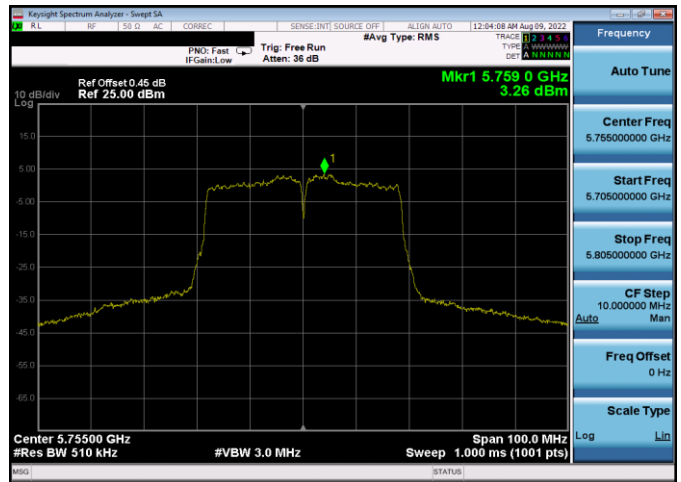 Keysight Spectrum Analyzer - Swept SA
RL RF 50 Ω AC CORREC SENSE:INT SOURCE OFF ALIGN AUTO 12:04:08 AM Aug 09, 2022
Frequency
#Avg Type: RMS
TRACE 1 2 3 4 5 6
TYPE A WWWWW
DET A NNNNN
PNO: Fast Trig: Free Run
IFGain:Low Atten: 36 dB
Auto Tune
Mkr1 5.759 0 GHz
3.26 dBm
Ref Offset 0.45 dB
10 dB/div Ref 25.00 dBm
Log
15.0
5.00
-5.00
-15.0
-25.0
-35.0
-45.0
-55.0
-65.0
1
Center Freq
5.755000000 GHz
Start Freq
5.705000000 GHz
Stop Freq
5.805000000 GHz
CF Step
10.000000 MHz
Auto Man
Freq Offset
0 Hz
Scale Type
Log Lin
Center 5.75500 GHz Span 100.0 MHz
#Res BW 510 kHz #VBW 3.0 MHz Sweep 1.000 ms (1001 pts)
MSG STATUS